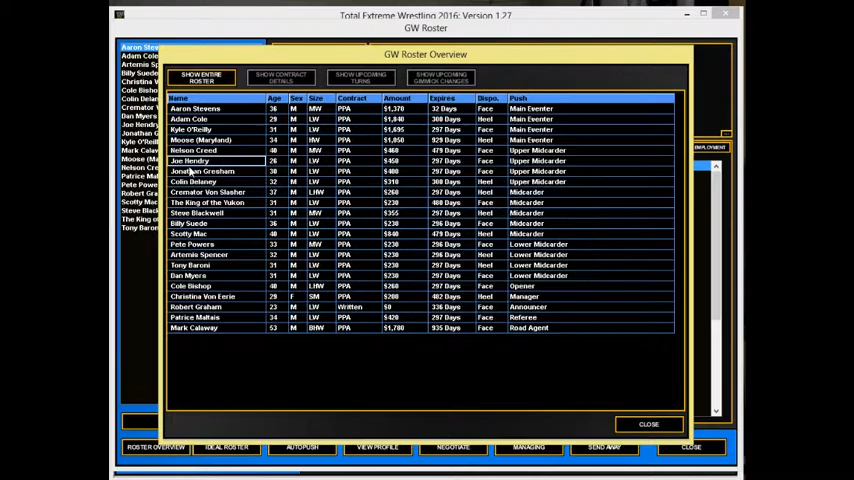 Total Extreme Wrestling 2016: Version 1.27
GW Roster
GW Roster Overview
SHOW ENTIRE ROSTER
SHOW CONTRACT DETAILS
SHOW UPCOMING TURNS
SHOW UPCOMING GIMMICK CHANGES
Name Age Sex Size Contract Amount Expires Dispo. Push
Aaron Stevens 36 M MW PPA $1,370 32 Days Face Main Eventer
Adam Cole 29 M LW PPA $1,840 300 Days Heel Main Eventer
Kyle O'Reilly 31 M LW PPA $1,695 297 Days Face Main Eventer
Moose (Maryland) 34 M HW PPA $1,050 929 Days Heel Main Eventer
Nelson Creed 40 M MW PPA $460 479 Days Face Upper Midcarder
Joe Hendry 26 M LW PPA $450 297 Days Face Upper Midcarder
Jonathan Gresham 30 M LW PPA $400 297 Days Face Upper Midcarder
Colin Delaney 32 M LW PPA $310 300 Days Heel Upper Midcarder
Cremator Von Slasher 37 M LHW PPA $260 297 Days Heel Midcarder
The King of the Yukon 31 M LW PPA $230 480 Days Face Midcarder
Steve Blackwell 31 M MW PPA $355 297 Days Face Midcarder
Billy Suede 36 M LW PPA $230 296 Days Face Midcarder
Scotty Mac 40 M LW PPA $840 479 Days Heel Midcarder
Pete Powers 33 M MW PPA $230 296 Days Face Lower Midcarder
Artemis Spencer 32 M LW PPA $230 296 Days Heel Lower Midcarder
Tony Baroni 31 M LW PPA $230 297 Days Heel Lower Midcarder
Dan Myers 31 M LW PPA $230 296 Days Face Lower Midcarder
Cole Bishop 40 M LHW PPA $260 297 Days Face Opener
Christina Von Eerie 29 F SM PPA $200 482 Days Heel Manager
Robert Graham 23 M LW Written $0 336 Days Face Announcer
Patrice Maltais 34 M LW PPA $420 297 Days Face Referee
Mark Calaway 53 M BHW PPA $1,780 935 Days Face Road Agent
CLOSE
ROSTER OVERVIEW
IDEAL ROSTER
AUTOPUSH
VIEW PROFILE
NEGOTIATE
MANAGING
SEND AWAY
CLOSE